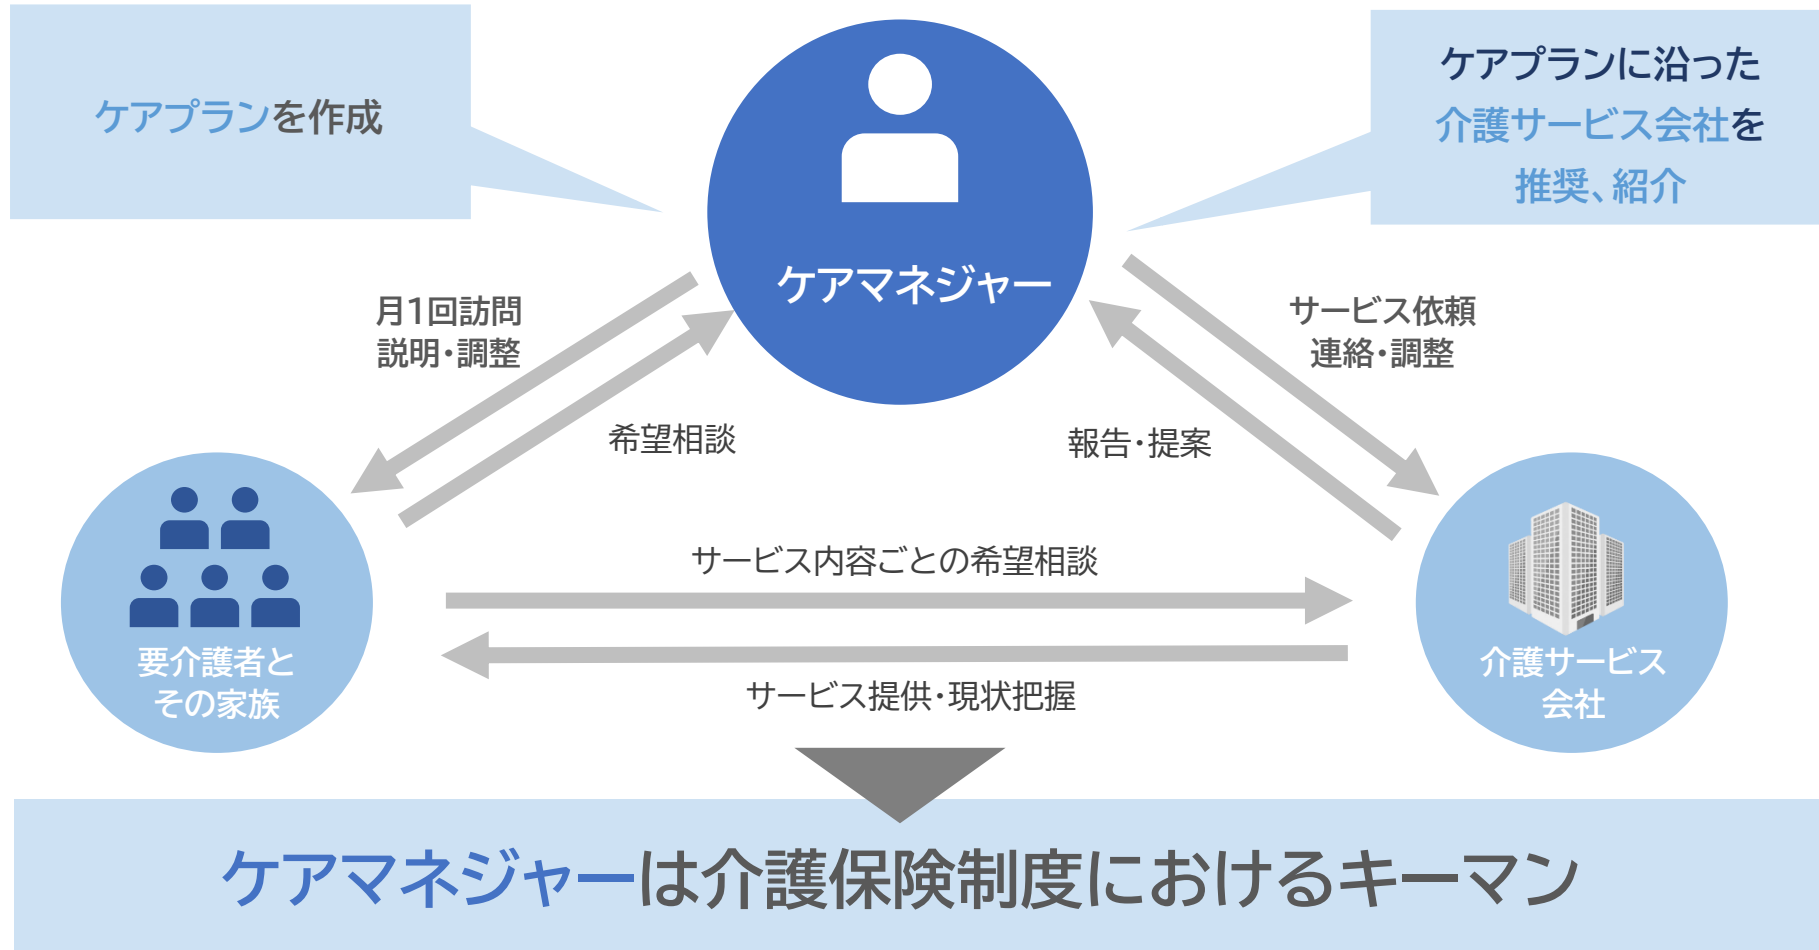 ケアプランを作成
ケアプランに沿った
介護サービス会社を
推奨、紹介
ケアマネジャー
月1回訪問
説明・調整
サービス依頼
連絡・調整
希望相談
報告・提案
サービス内容ごとの希望相談
要介護者と
その家族
介護サービス
会社
サービス提供・現状把握
ケアマネジャーは介護保険制度におけるキーマン